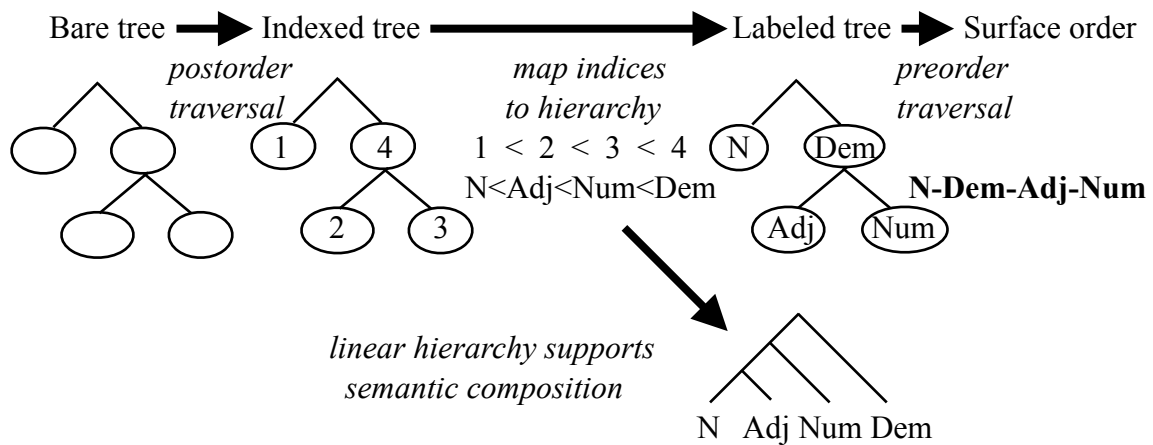 Bare tree Indexed tree Labeled tree Surface order
postorder
traversal
map indices
to hierarchy
preorder
traversal
1 4 1 < 2 < 3 < 4 N Dem
N<Adj<Num<Dem N-Dem-Adj-Num
2 3 Adj Num
linear hierarchy supports
semantic composition
N Adj Num Dem